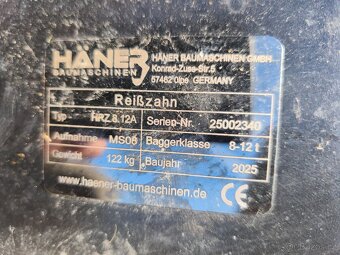 HÄNER
BAUMASCHINEN
HÄNER BAUMASCHINEN GMBH
Konrad-Zuse-Str.5
57462 Olpe GERMANY
Reißzahn
Typ HRZ 8.12A Serien-Nr. 25002340
Aufnahme MS08 Baggerklasse 8-12 t
Gewicht 122 kg Baujahr 2025
www.haener-baumaschinen.de CE